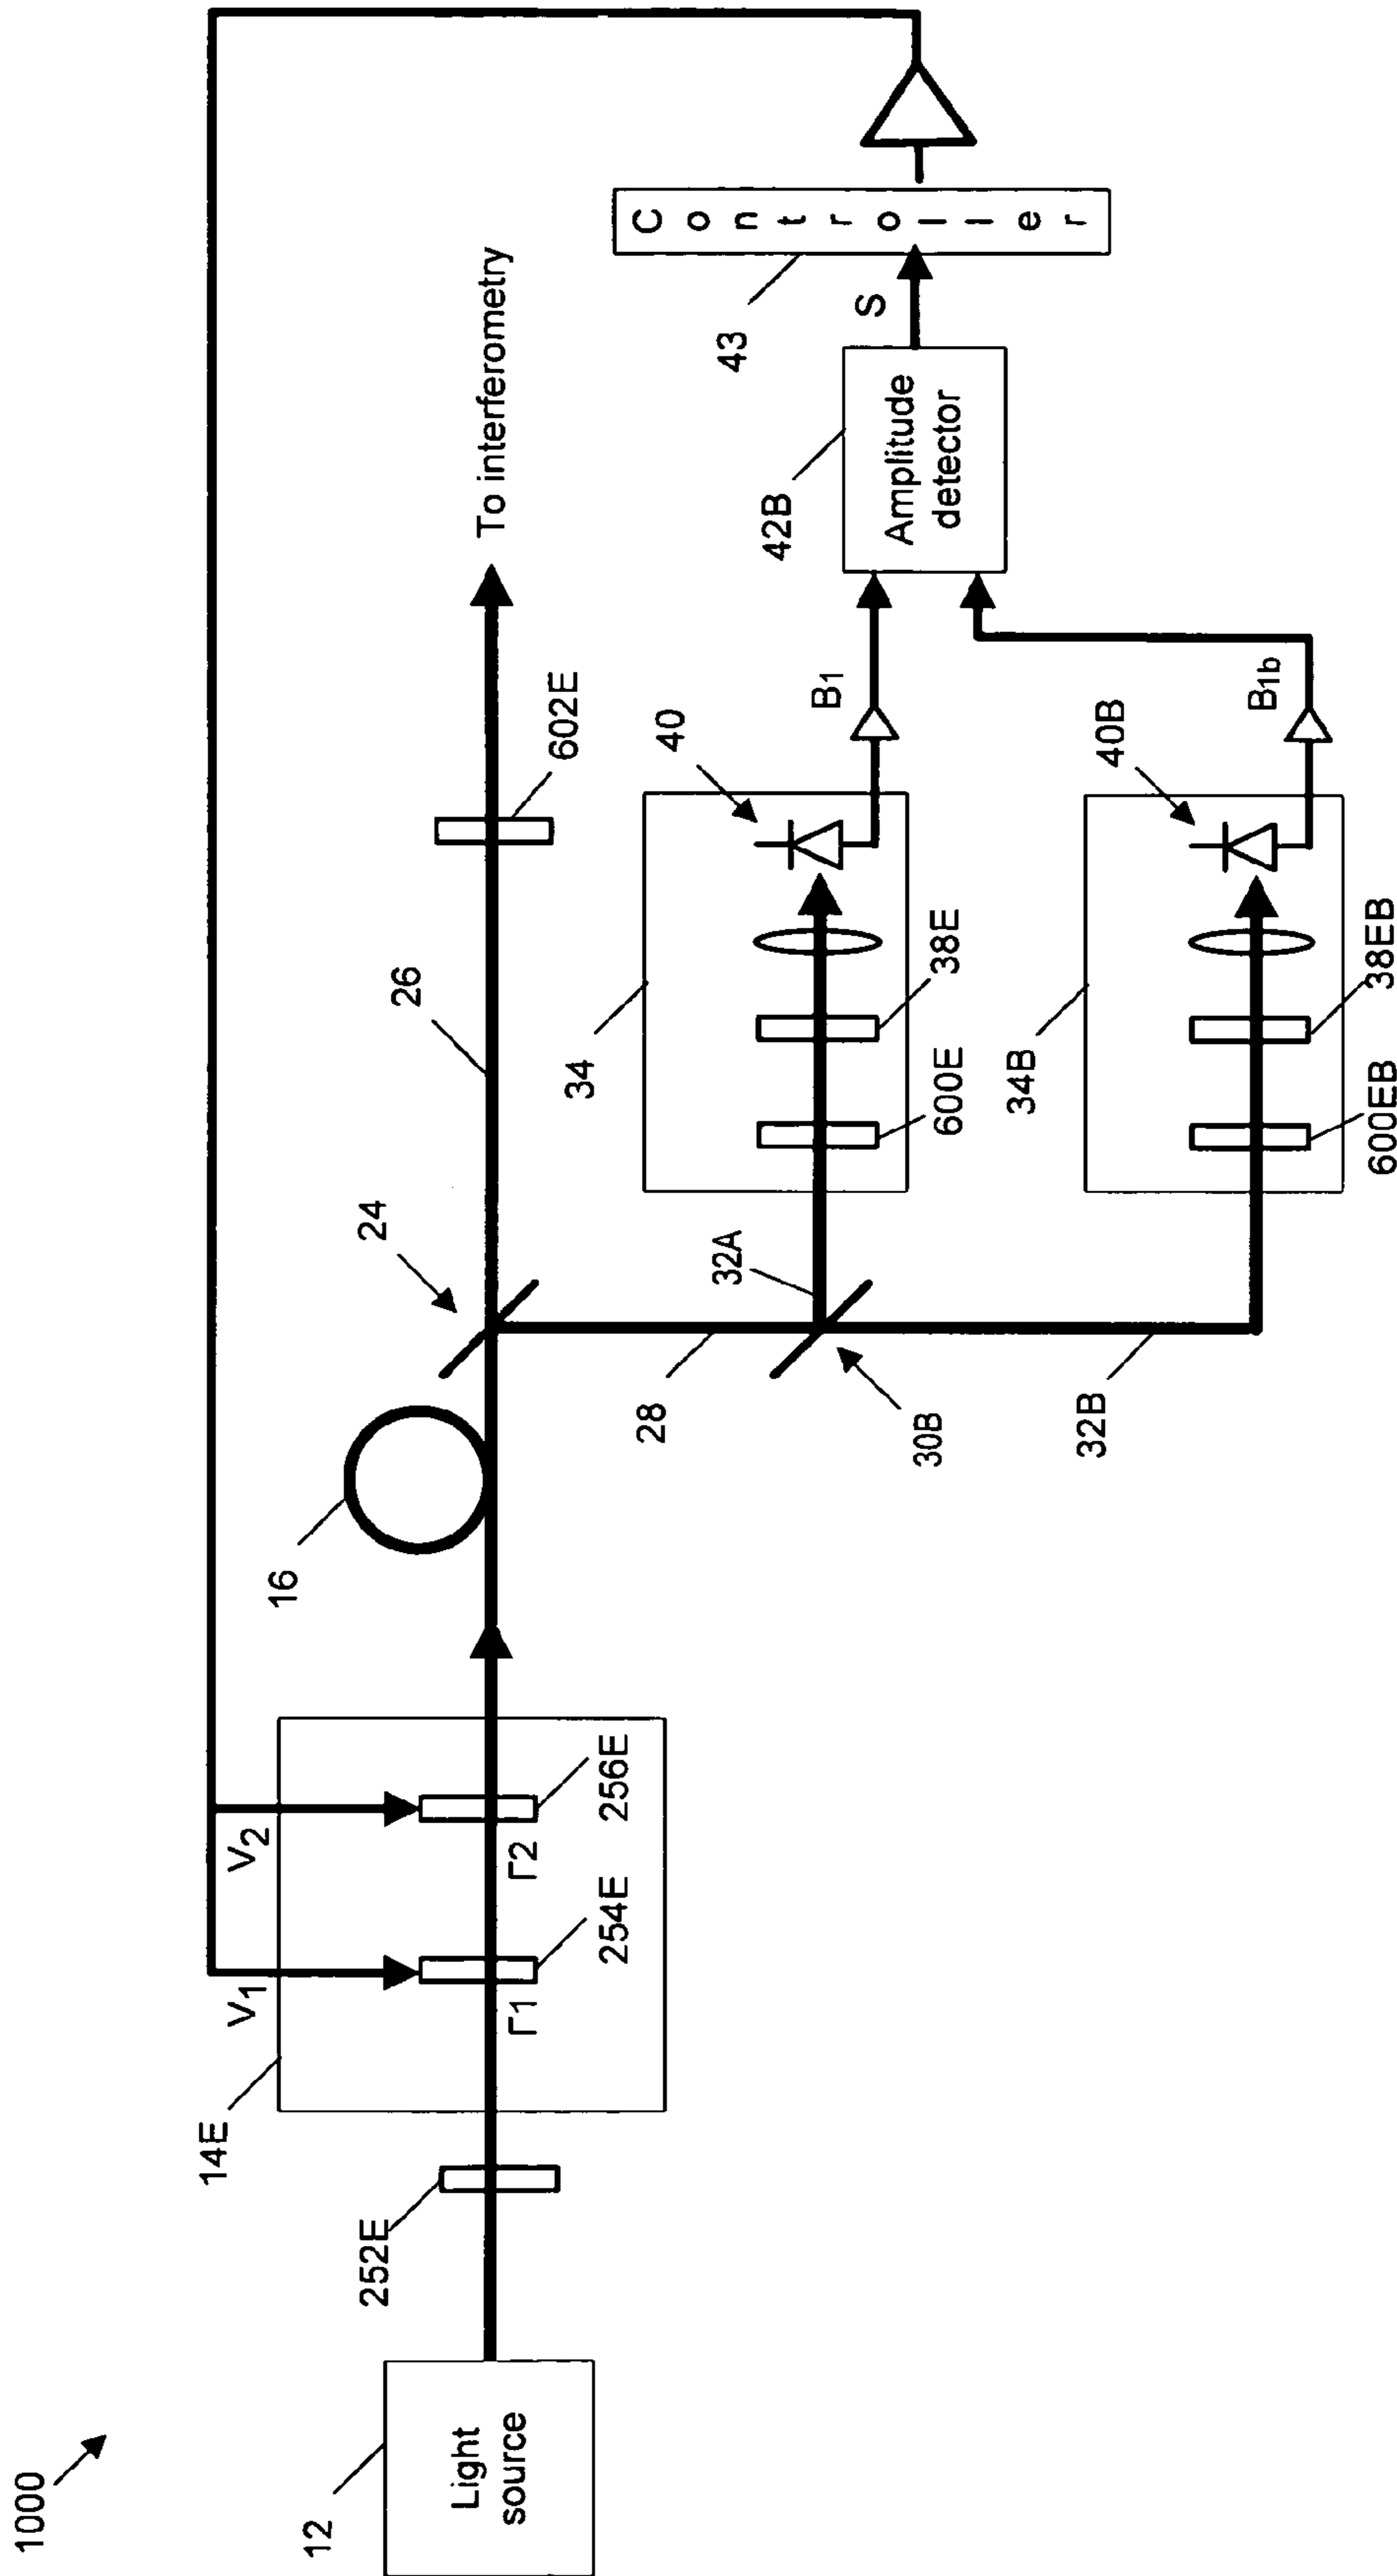 1000
12
Light
source
252E
14E
V1
V2
Γ1
Γ2
254E
256E
16
24
26
602E
To interferometry
28
30B
32A
32B
34
600E
38E
40
B1
34B
600EB
38EB
40B
B1b
42B
Amplitude
detector
S
43
Controller